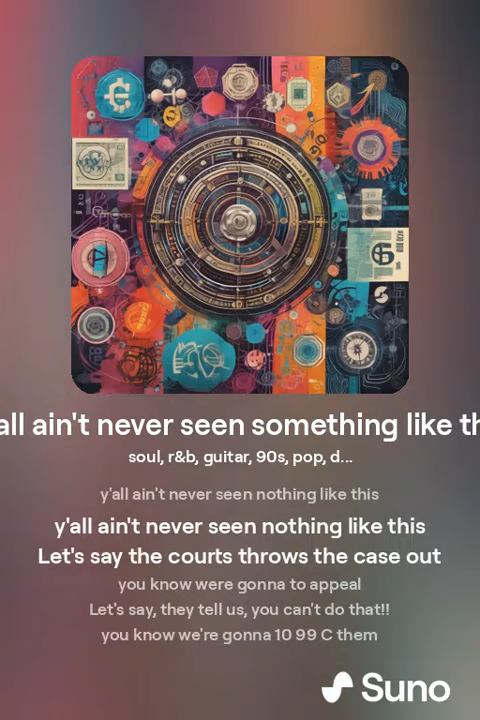 all ain't never seen something like th
soul, r&b, guitar, 90s, pop, d...
y'all ain't never seen nothing like this
y'all ain't never seen nothing like this
Let's say the courts throws the case out
you know were gonna to appeal
Let's say, they tell us, you can't do that!!
you know we're gonna 10 99 C them
Suno